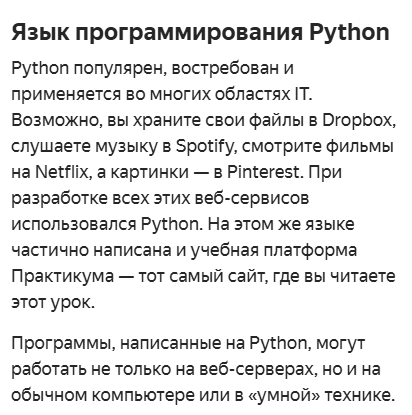 Язык программирования Python
Python популярен, востребован и
применяется во многих областях IT.
Возможно, вы храните свои файлы в Dropbox,
слушаете музыку в Spotify, смотрите фильмы
на Netflix, а картинки — в Pinterest. При
разработке всех этих веб-сервисов
использовался Python. На этом же языке
частично написана и учебная платформа
Практикума — тот самый сайт, где вы читаете
этот урок.
Программы, написанные на Python, могут
работать не только на веб-серверах, но и на
обычном компьютере или в «умной» технике.